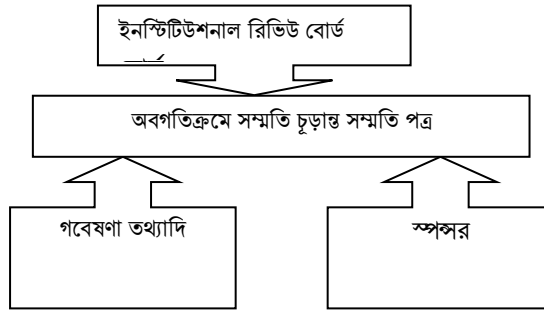 ইনস্টিটিউশনাল রিভিউ বোর্ড
অবগতিক্রমে সম্মতি চূড়ান্ত সম্মতি পত্র
গবেষণা তথ্যাদি
স্পন্সর